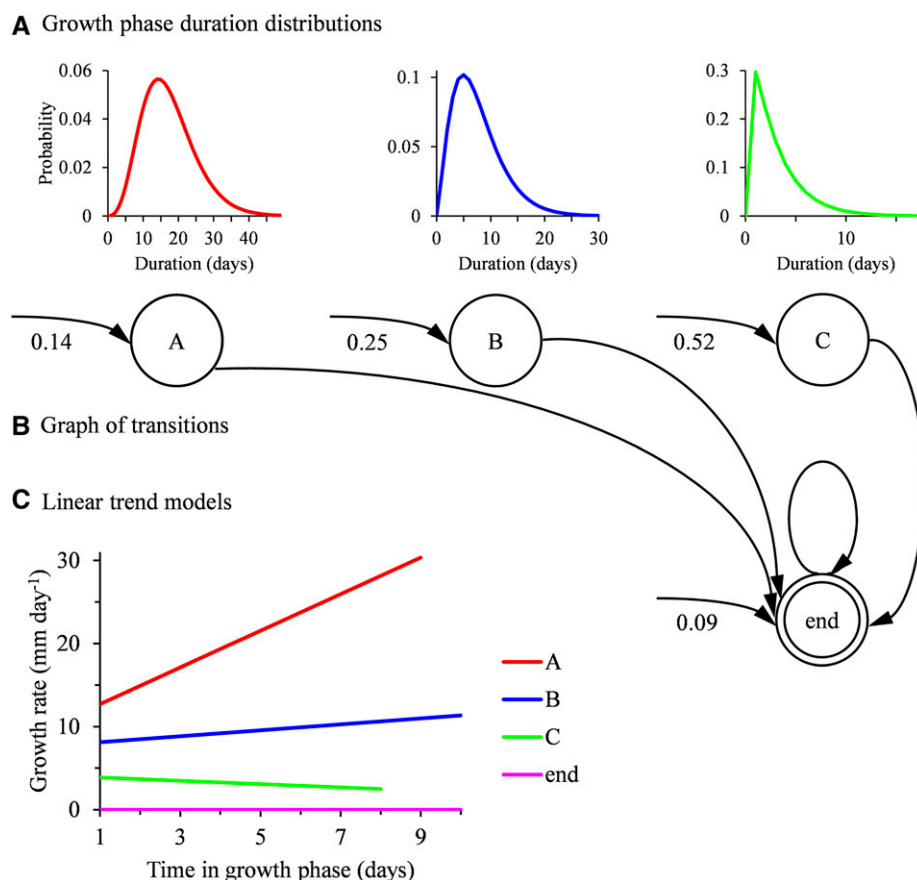 A Growth phase duration distributions
0.06
0.04
0.02
0
Probability
0 10 20 30 40
Duration (days)
0.1
0.05
0
0 10 20 30
Duration (days)
0.3
0.2
0.1
0
0 10
Duration (days)
0.14 A 0.25 B 0.52 C
B Graph of transitions
C Linear trend models
30
20
10
0
Growth rate (mm day-1)
1 3 5 7 9
Time in growth phase (days)
A
B
C
end
0.09 end